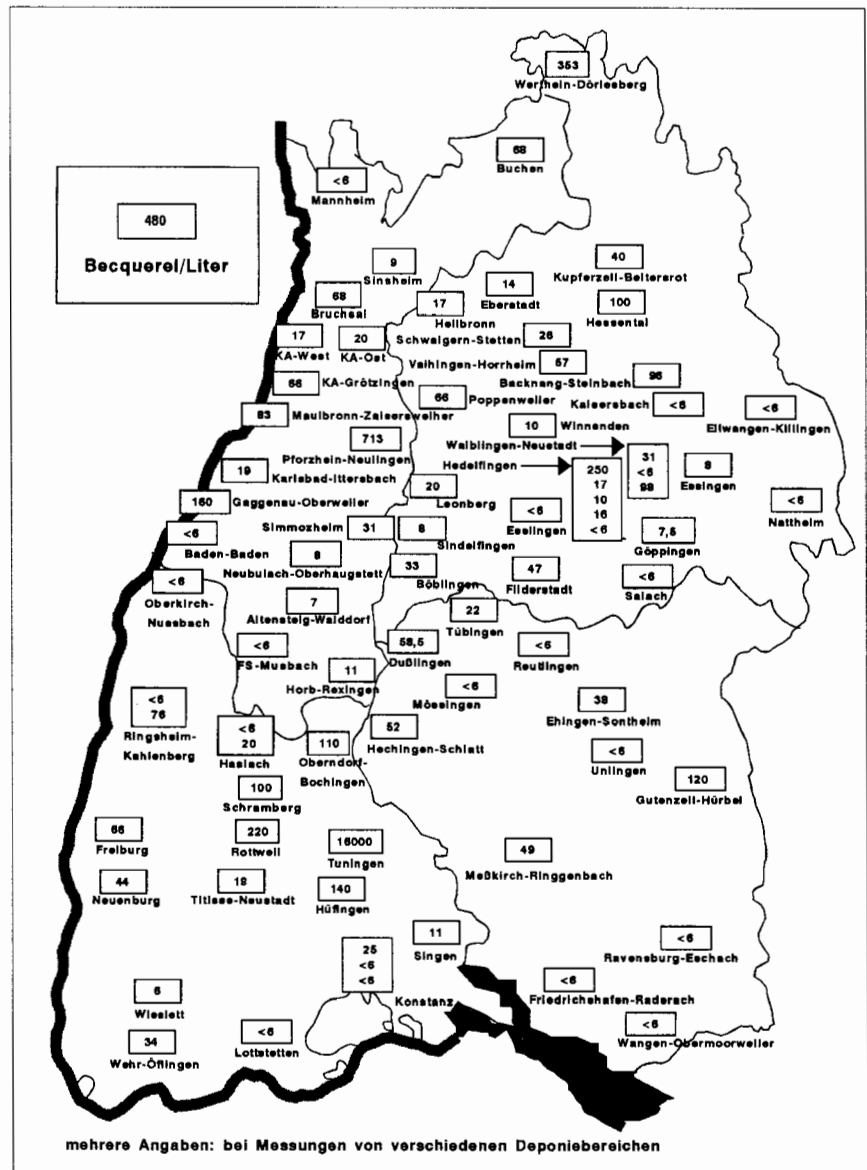 353
Werthein-Dörlesberg
68
Buchen
<6
Mannheim
480
Becquerel/Liter
9
Sinsheim
40
Kupferzell-Beltersrot
14
Eberstadt
68
Bruchsal
17
Heilbronn
100
Hessental
17
KA-West
20
KA-Ost
Schwaigern-Stetten
26
Vaihingen-Horrheim
57
Backnang-Steinbach
96
66
KA-Grötzingen
66
Poppenweiler
Kaisersbach
<6
<6
Ellwangen-Killingen
83
Maulbronn-Zaisersweiher
10
Winnenden
713
Pforzhein-Neulingen
Waiblingen-Neustadt
31
<6
98
Hedelfingen
250
17
10
16
<6
8
Essingen
19
Karlsbad-Ittersbach
20
Leonberg
160
Gaggenau-Oberweiler
<6
Esslingen
<6
Nattheim
Simmozheim
31
8
Sindelfingen
7,5
Göppingen
<6
Baden-Baden
8
Neubulach-Oberhaugstett
33
Böblingen
47
Filderstadt
<6
Salach
<6
Oberkirch-
Nussbach
7
Altensteig-Walddorf
22
Tübingen
<6
FS-Musbach
58,5
Dußlingen
<6
Reutlingen
11
Horb-Rexingen
<6
Mössingen
38
Ehingen-Sontheim
<6
76
Ringsheim-
Kahlenberg
<6
20
Haslach
110
Oberndorf-
Bochingen
52
Hechingen-Schlatt
<6
Unlingen
120
Gutenzell-Hürbel
100
Schramberg
66
Freiburg
220
Rottweil
16000
Tuningen
49
Meßkirch-Ringgenbach
44
Neuenburg
18
Titisee-Neustadt
140
Hüfingen
11
Singen
<6
Ravensburg-Eschach
25
<6
<6
Konstanz
<6
Friedrichshafen-Raderach
6
Wieslett
34
Wehr-Öflingen
<6
Lottstetten
<6
Wangen-Obermoorweiler
mehrere Angaben: bei Messungen von verschiedenen Deponiebereichen